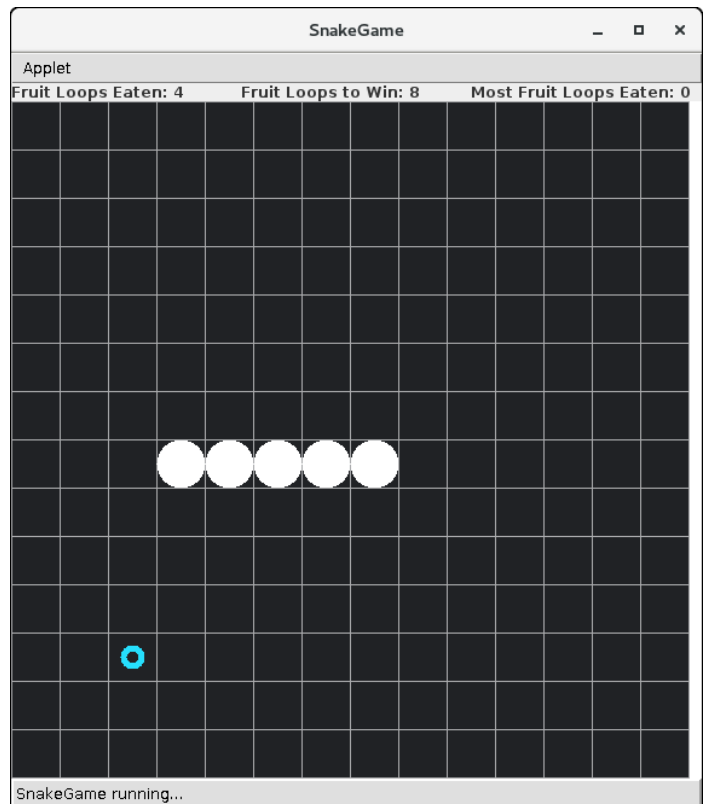 SnakeGame
Applet
Fruit Loops Eaten: 4 Fruit Loops to Win: 8 Most Fruit Loops Eaten: 0
SnakeGame running...